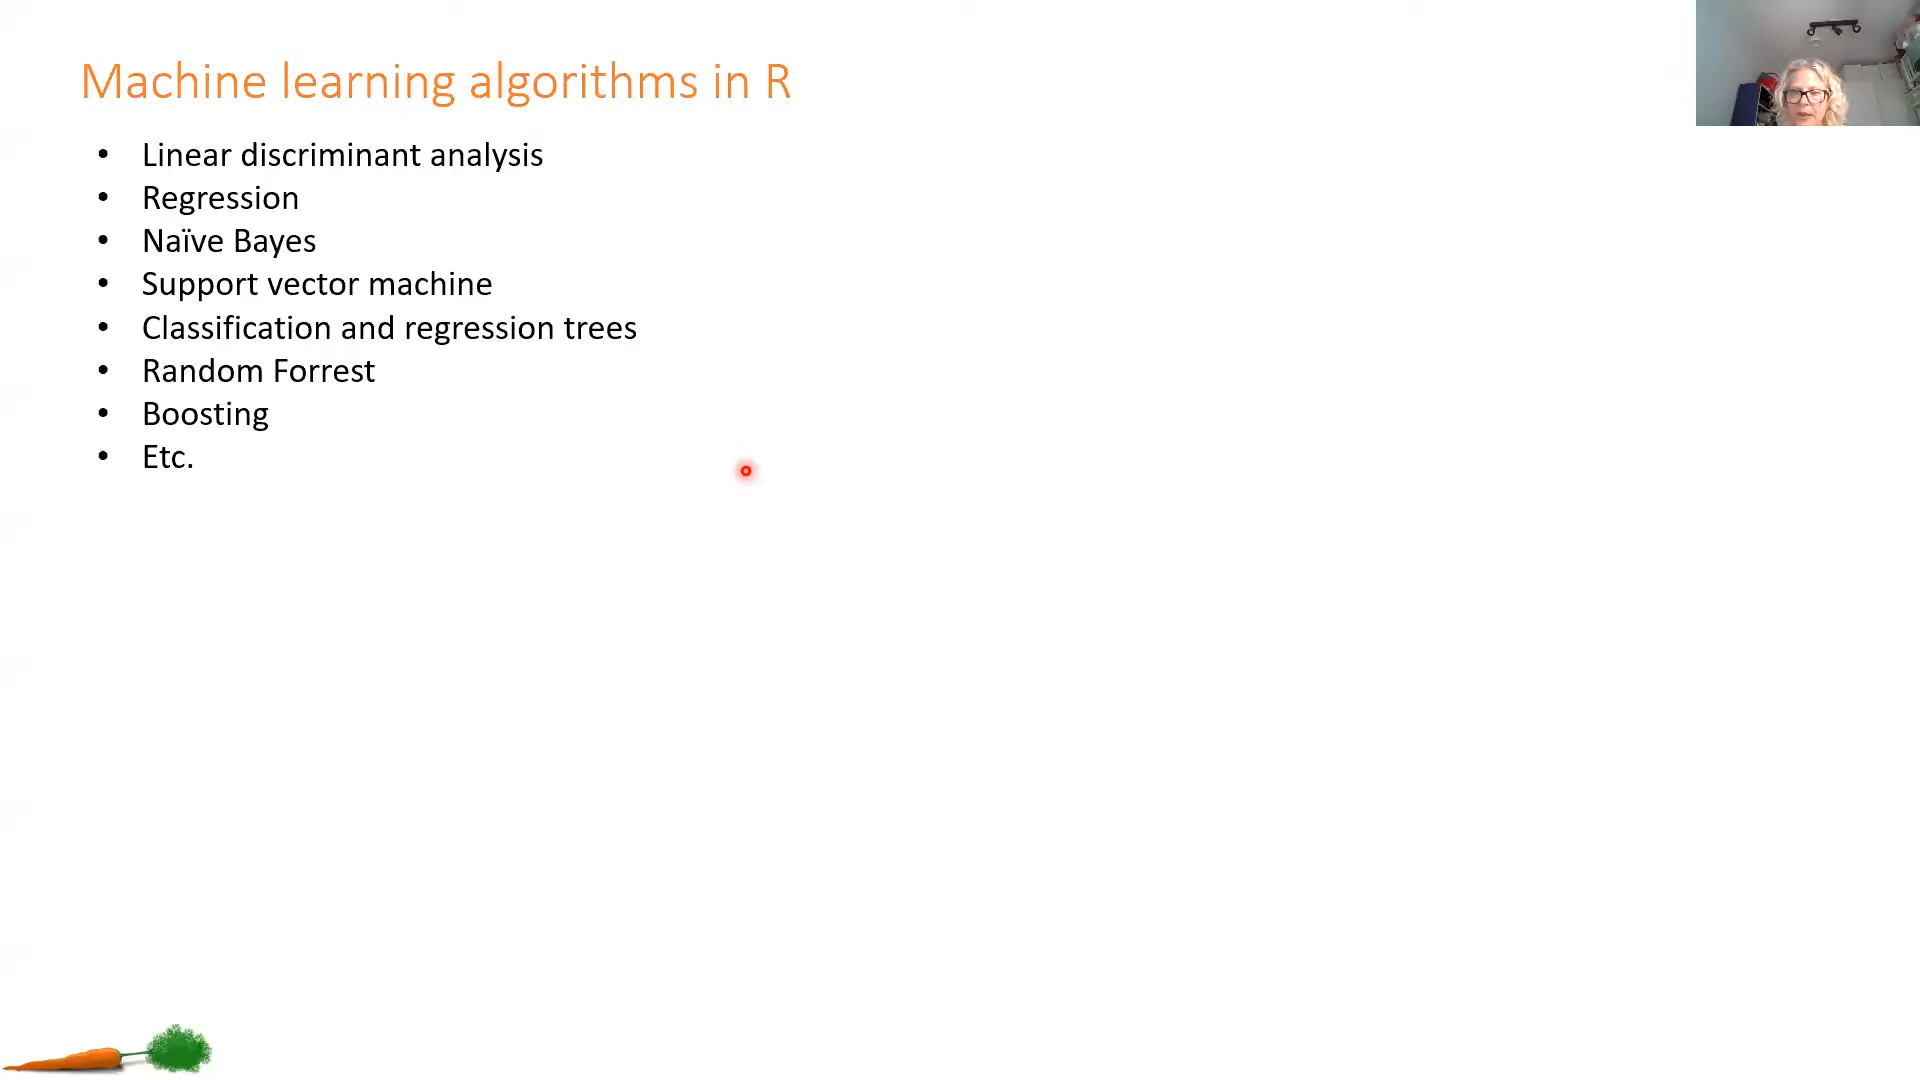 Machine learning algorithms in R
• Linear discriminant analysis
• Regression
• Naïve Bayes
• Support vector machine
• Classification and regression trees
• Random Forrest
• Boosting
• Etc.